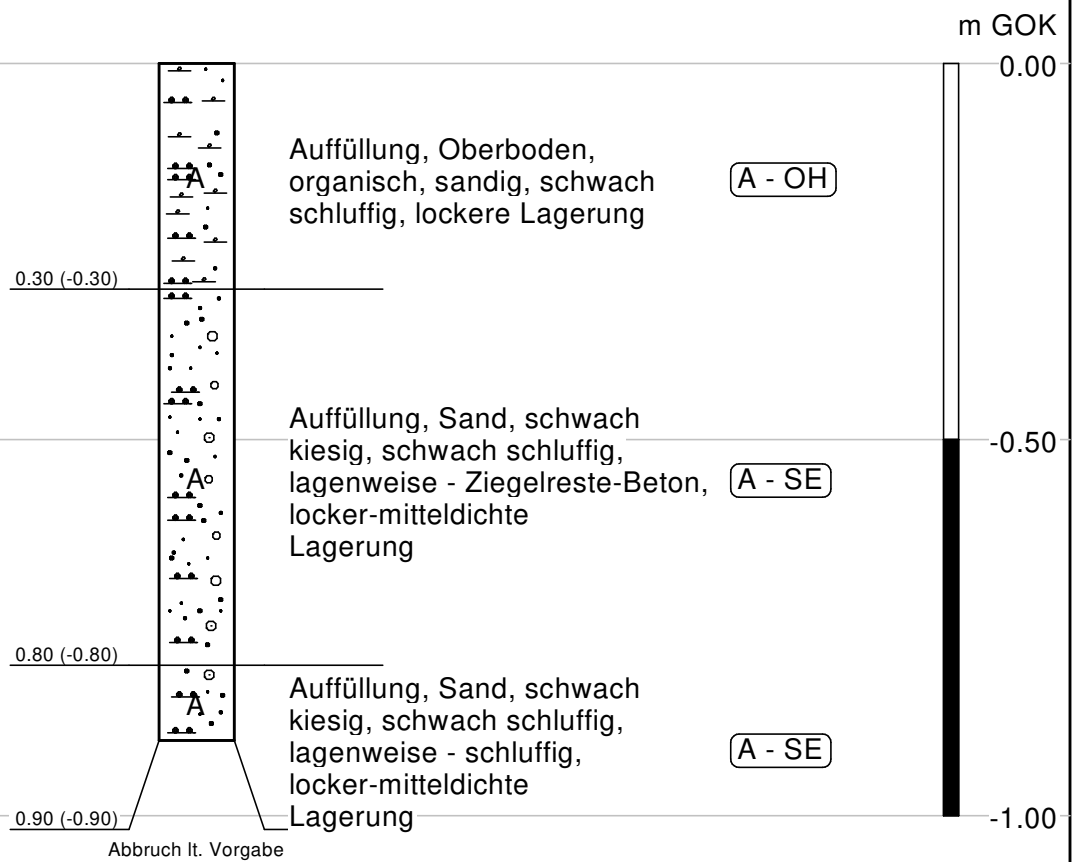 m GOK
0.00
Auffüllung, Oberboden,
organisch, sandig, schwach
schluffig, lockere Lagerung
A
A - OH
0.30 (-0.30)
-0.50
Auffüllung, Sand, schwach
kiesig, schwach schluffig,
lagenweise - Ziegelreste-Beton,
locker-mitteldichte
Lagerung
A
A - SE
0.80 (-0.80)
Auffüllung, Sand, schwach
kiesig, schwach schluffig,
lagenweise - schluffig,
locker-mitteldichte
Lagerung
A
A - SE
0.90 (-0.90)
-1.00
Abbruch lt. Vorgabe